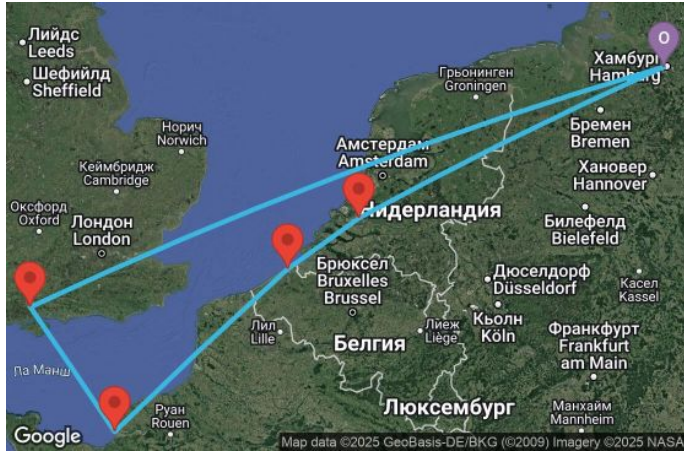 Лийдс
Leeds
Шефийлд
Sheffield
O
Хамбург
Hamburg
Грьонинген
Groningen
Норич
Norwich
Бремен
Bremen
Амстердам
Amsterdam
Кеймбридж
Cambridge
Хановер
Hannover
Оксфорд
Oxford
Лондон
London
Нидерландия
Билефелд
Bielefeld
Брюксел
Bruxelles
Brussel
Дюселдорф
Düsseldorf
Касел
Kassel
Лил
Lille
Белгия
Лиеж
Liège
Кьолн
Köln
Франкфурт
Frankfurt
am Main
Ла Манш
Руан
Rouen
Люксембург
Манхайм
Mannheim
Google
Map data ©2025 GeoBasis-DE/BKG (©2009) Imagery ©2025 NASA